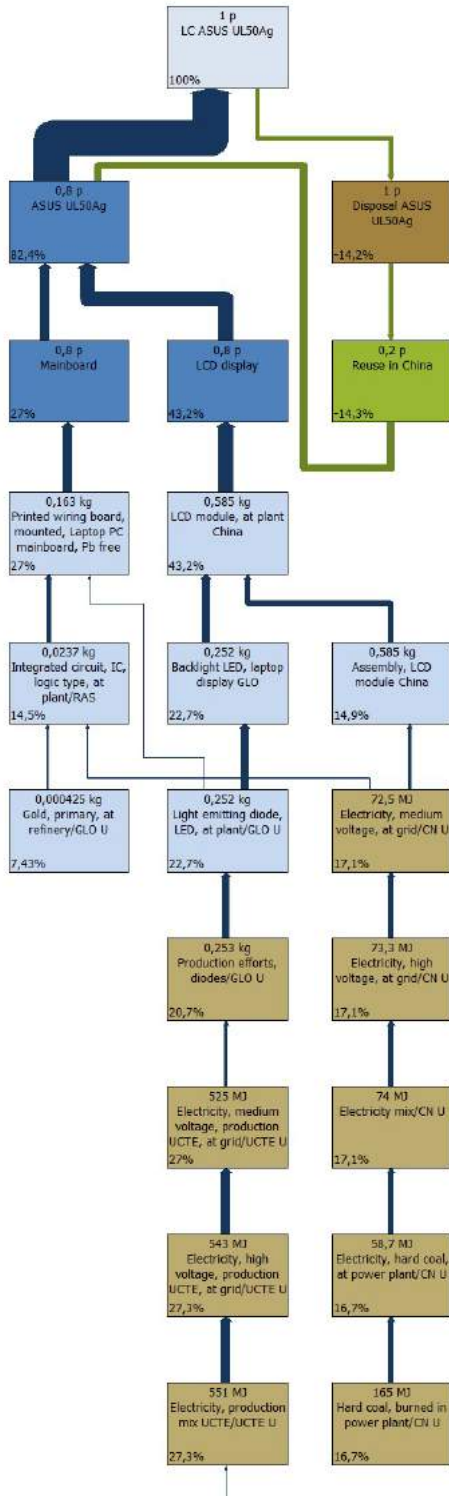 1 p
LC ASUS UL50Ag
100%
0,8 p
ASUS UL50Ag
82,4%
1 p
Disposal ASUS
UL50Ag
-14,2%
0,8 p
Mainboard
27%
0,8 p
LCD display
43,2%
0,2 p
Reuse in China
-14,3%
0,163 kg
Printed wiring board,
mounted, Laptop PC
mainboard, Pb free
27%
0,585 kg
LCD module, at plant
China
43,2%
0,0237 kg
Integrated circuit, IC,
logic type, at
plant/RAS
14,5%
0,252 kg
Backlight LED, laptop
display GLO
22,7%
0,585 kg
Assembly, LCD
module China
14,9%
0,000425 kg
Gold, primary, at
refinery/GLO U
7,43%
0,252 kg
Light emitting diode,
LED, at plant/GLO U
22,7%
72,5 MJ
Electricity, medium
voltage, at grid/CN U
17,1%
0,253 kg
Production efforts,
diodes/GLO U
20,7%
73,3 MJ
Electricity, high
voltage, at grid/CN U
17,1%
525 MJ
Electricity, medium
voltage, production
UCTE, at grid/UCTE U
27%
74 MJ
Electricity mix/CN U
17,1%
543 MJ
Electricity, high
voltage, production
UCTE, at grid/UCTE U
27,3%
58,7 MJ
Electricity, hard coal,
at power plant/CN U
16,7%
551 MJ
Electricity, production
mix UCTE/UCTE U
27,3%
165 MJ
Hard coal, burned in
power plant/CN U
16,7%